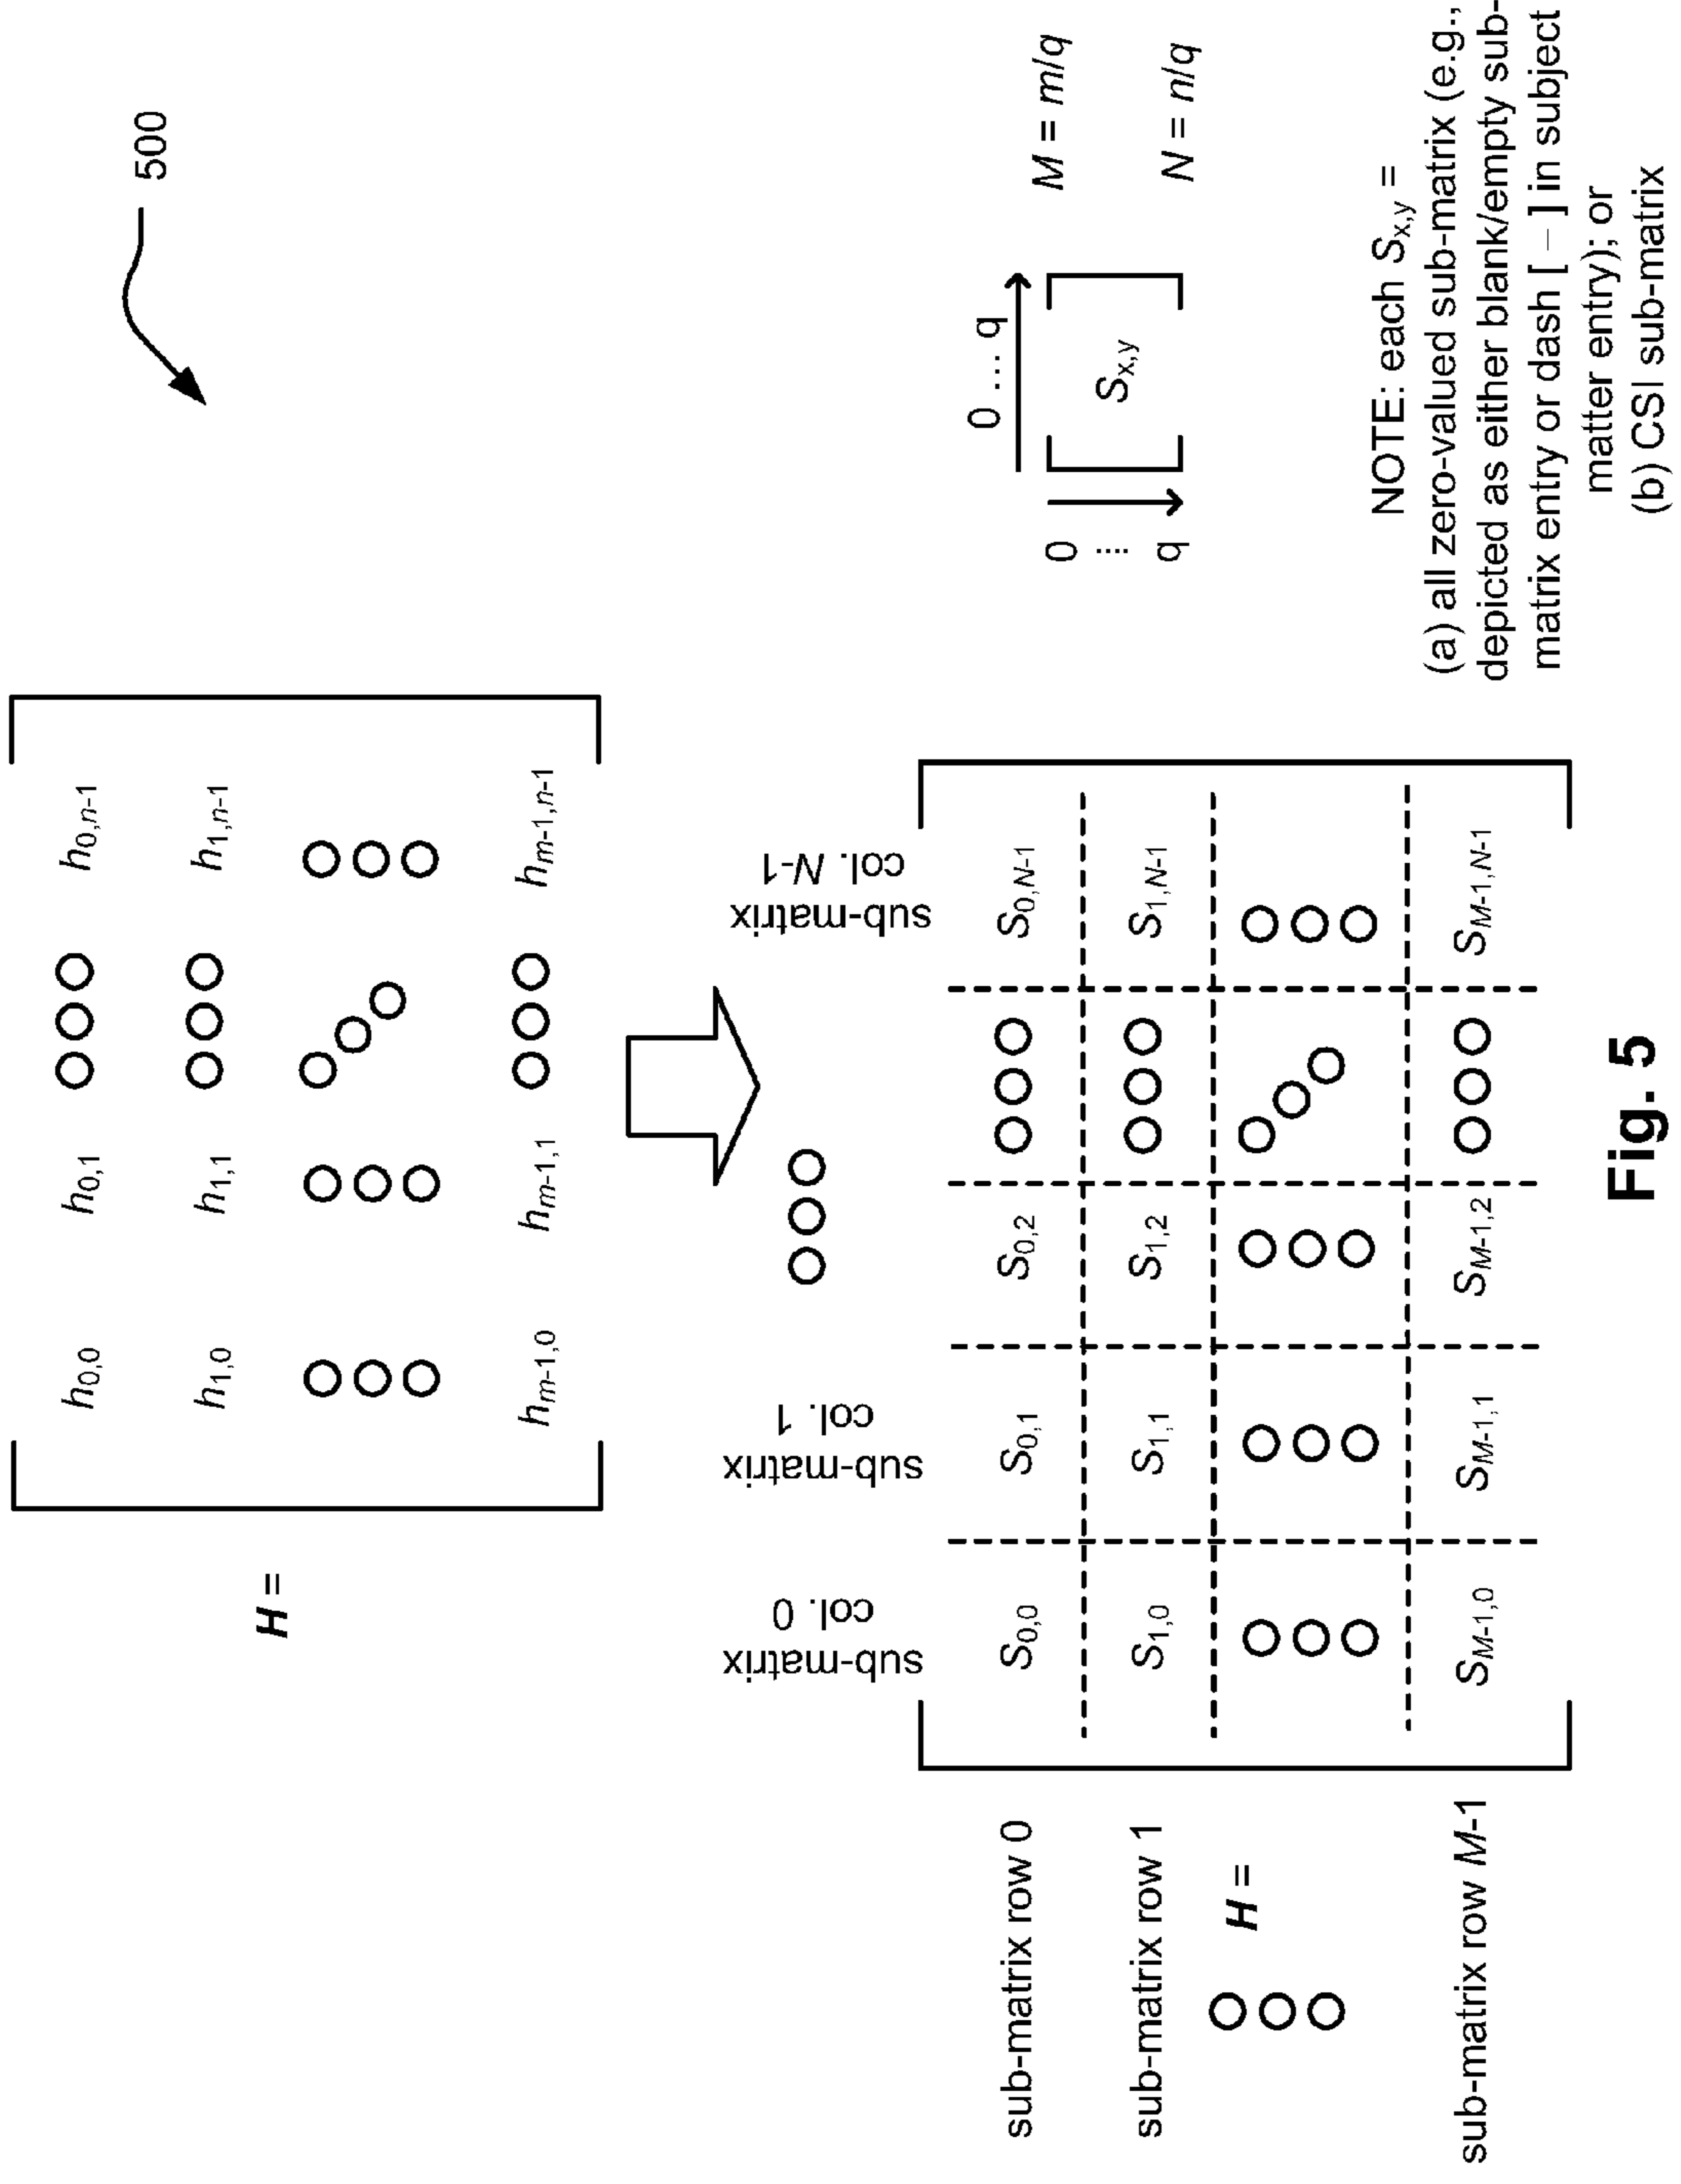 500
H =
h0,0 h0,1 h0,n-1
h1,0 h1,1 h1,n-1
hm-1,0 hm-1,1 hm-1,n-1
sub-matrix col. 0
sub-matrix col. 1
sub-matrix col. N-1
sub-matrix row 0
S0,0 S0,1 S0,2 S0,N-1
sub-matrix row 1
S1,0 S1,1 S1,2 S1,N-1
H =
sub-matrix row M-1
SM-1,0 SM-1,1 SM-1,2 SM-1,N-1
0 ... q
0
...
q
Sx,y
M = m/q
N = n/q
NOTE: each Sx,y =
(a) all zero-valued sub-matrix (e.g.,
depicted as either blank/empty sub-
matrix entry or dash [ – ] in subject
matter entry); or
(b) CSI sub-matrix
Fig. 5